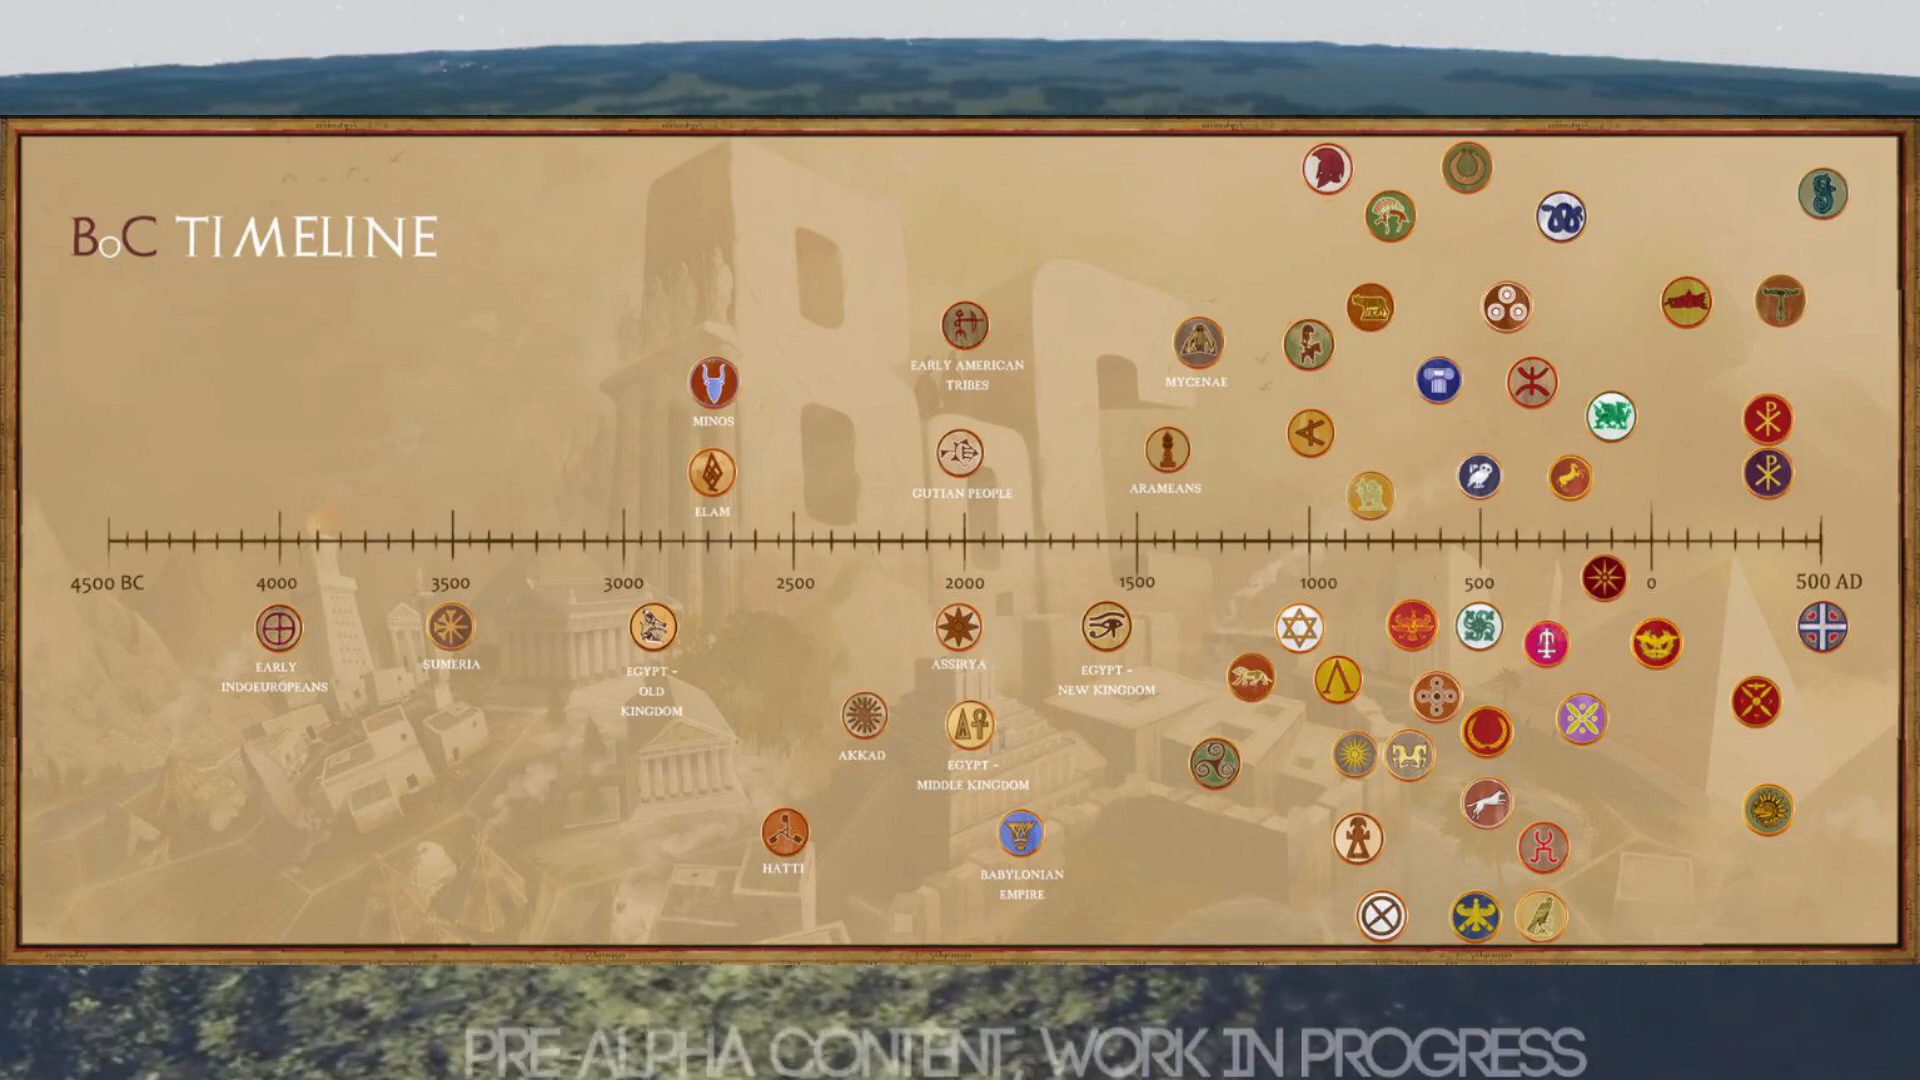 BoC TIMELINE
EARLY AMERICAN
TRIBES
MYCENAE
MINOS
GUTIAN PEOPLE
ARAMEANS
ELAM
4500 BC 4000 3500 3000 2500 2000 1500 1000 500 0 500 AD
EARLY
INDOEUROPEANS
SUMERIA
EGYPT -
OLD
KINGDOM
ASSIRYA
EGYPT -
NEW KINGDOM
AKKAD
EGYPT -
MIDDLE KINGDOM
HATTI
BABYLONIAN
EMPIRE
PRE ALPHA CONTENT, WORK IN PROGRESS